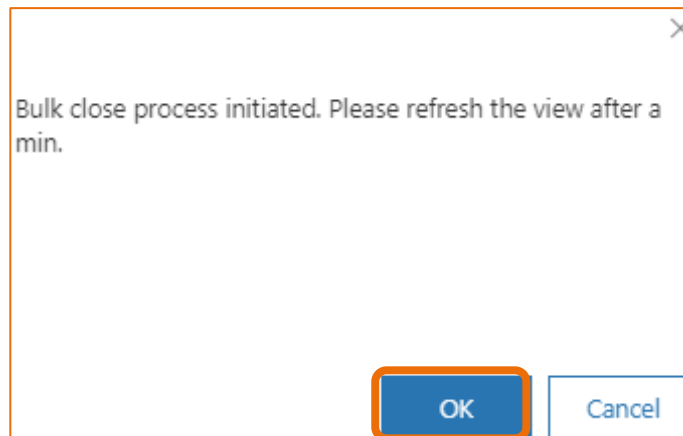 Bulk close process initiated. Please refresh the view after a
min.
OK
Cancel